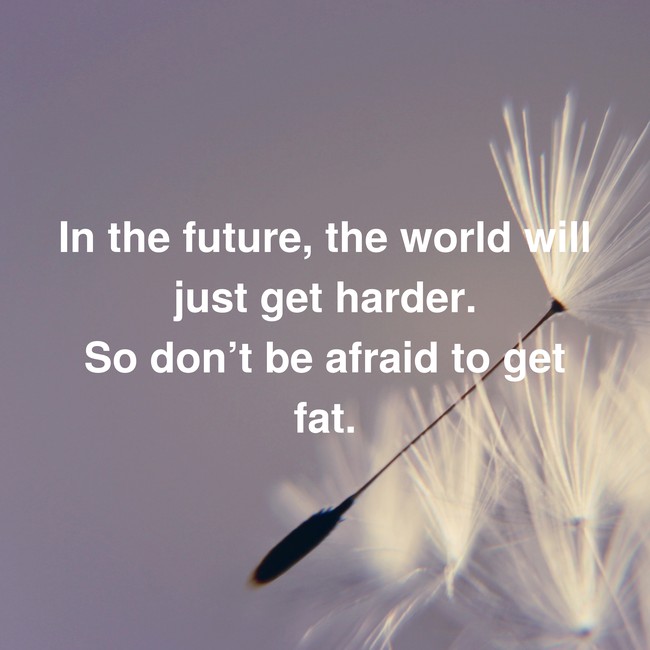 In the future, the world will
just get harder.
So don’t be afraid to get
fat.